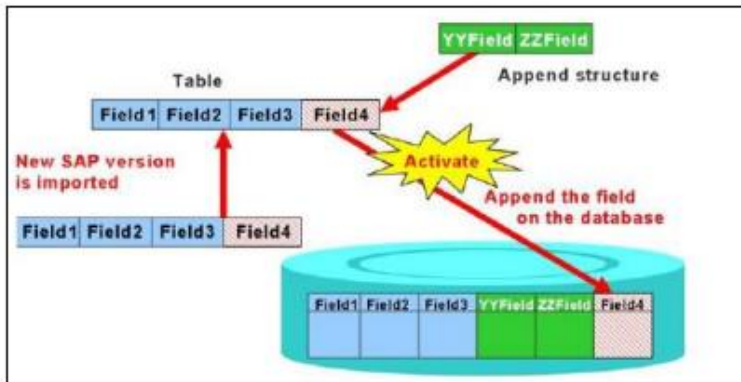 YYField ZZField
Append structure
Table
Field1 Field2 Field3 Field4
Activate
New SAP version
is imported
Append the field
on the database
Field1 Field2 Field3 Field4
Field1 Field2 Field3 YYField ZZField Field4